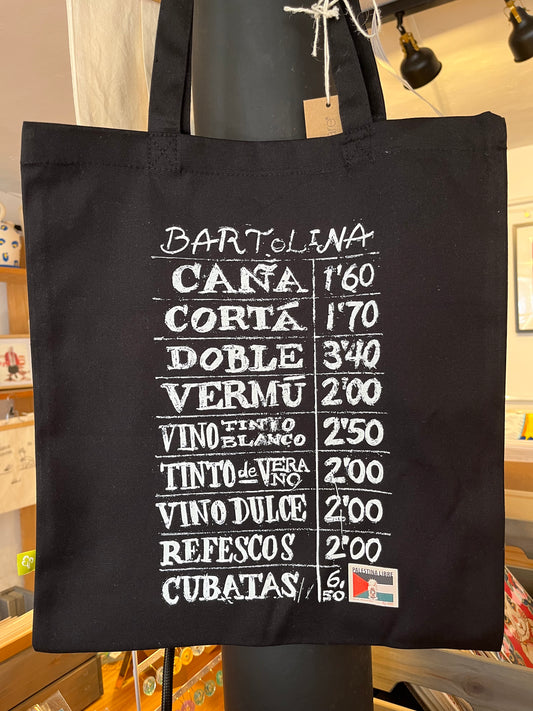 BARTOLINA
CAÑA 1'60
CORTÁ 1'70
DOBLE 3'40
VERMÚ 2'00
VINO TINTO BLANCO 2'50
TINTO de VERANO 2'00
VINO DULCE 2'00
REFESCOS 2'00
CUBATAS 6,50
PALESTINA LIBRE